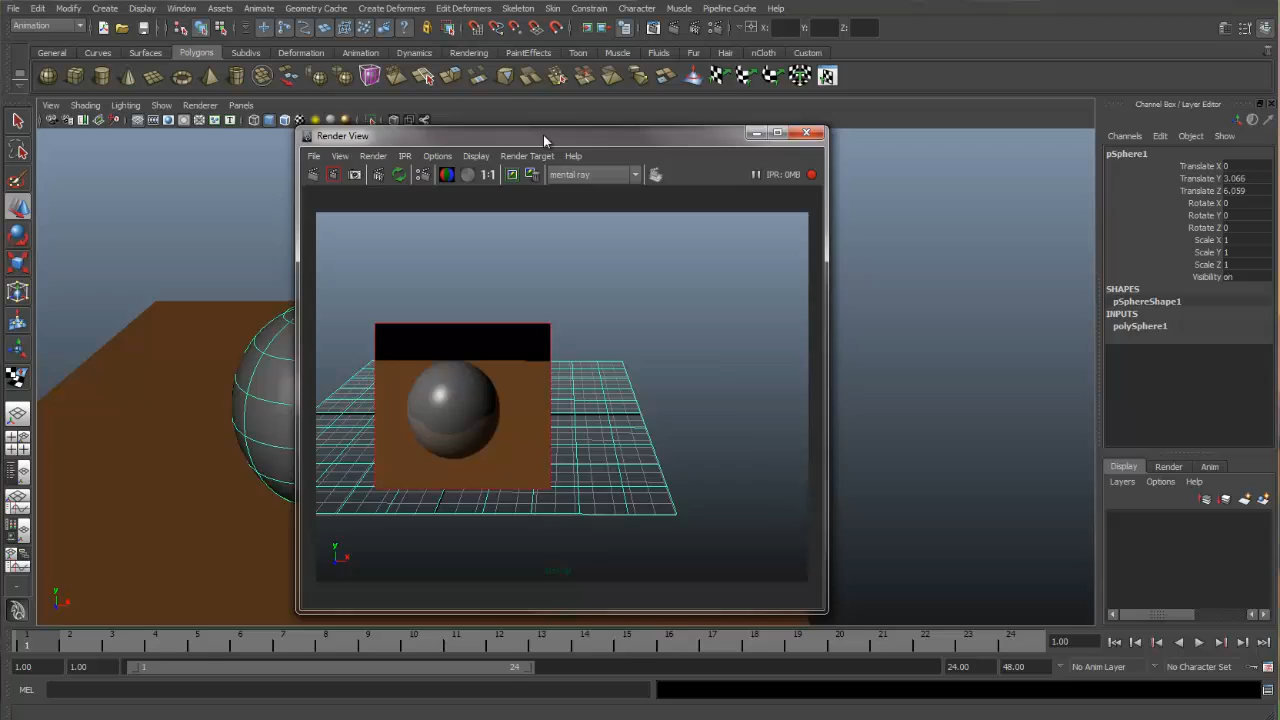 File Edit Modify Create Display Window Assets Animate Geometry Cache Create Deformers Edit Deformers Skeleton Skin Constrain Character Muscle Pipeline Cache Help
Animation X: Y: Z:
General Curves Surfaces Polygons Subdivs Deformation Animation Dynamics Rendering PaintEffects Toon Muscle Fluids Fur Hair nCloth Custom
View Shading Lighting Show Renderer Panels
Channel Box / Layer Editor
Render View
Channels Edit Object Show
File View Render IPR Options Display Render Target Help
pSphere1
1:1 mental ray IPR: 0MB
Translate X 0
Translate Y 3.066
Translate Z 6.059
Rotate X 0
Rotate Y 0
Rotate Z 0
Scale X 1
Scale Y 1
Scale Z 1
Visibility on
SHAPES
pSphereShape1
INPUTS
polySphere1
Display Render Anim
Layers Options Help
y
x
y
x
1 2 3 4 5 6 7 8 9 10 11 12 13 14 15 16 17 18 19 20 21 22 23 24
1 1.00
1.00 1.00 1 24 24.00 48.00 No Anim Layer No Character Set
MEL